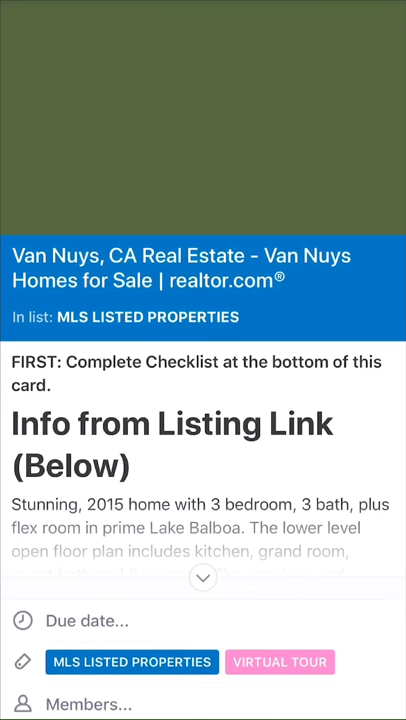 Van Nuys, CA Real Estate - Van Nuys
Homes for Sale | realtor.com®
In list: MLS LISTED PROPERTIES
FIRST: Complete Checklist at the bottom of this
card.
Info from Listing Link
(Below)
Stunning, 2015 home with 3 bedroom, 3 bath, plus
flex room in prime Lake Balboa. The lower level
open floor plan includes kitchen, grand room,
Due date...
MLS LISTED PROPERTIES
VIRTUAL TOUR
Members...